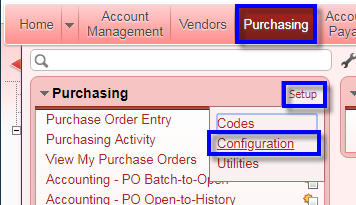 Home
Account Management
Vendors
Purchasing
Account
Paya
Purchasing
Setup
Purchase Order Entry
Purchasing Activity
View My Purchase Orders
Accounting - PO Batch-to-Open
Accounting - PO Open-to-History
Codes
Configuration
Utilities